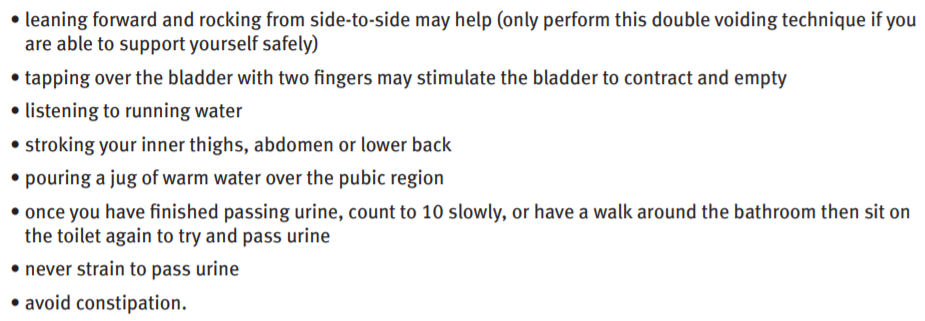 • leaning forward and rocking from side-to-side may help (only perform this double voiding technique if you
are able to support yourself safely)
• tapping over the bladder with two fingers may stimulate the bladder to contract and empty
• listening to running water
• stroking your inner thighs, abdomen or lower back
• pouring a jug of warm water over the pubic region
• once you have finished passing urine, count to 10 slowly, or have a walk around the bathroom then sit on
the toilet again to try and pass urine
• never strain to pass urine
• avoid constipation.